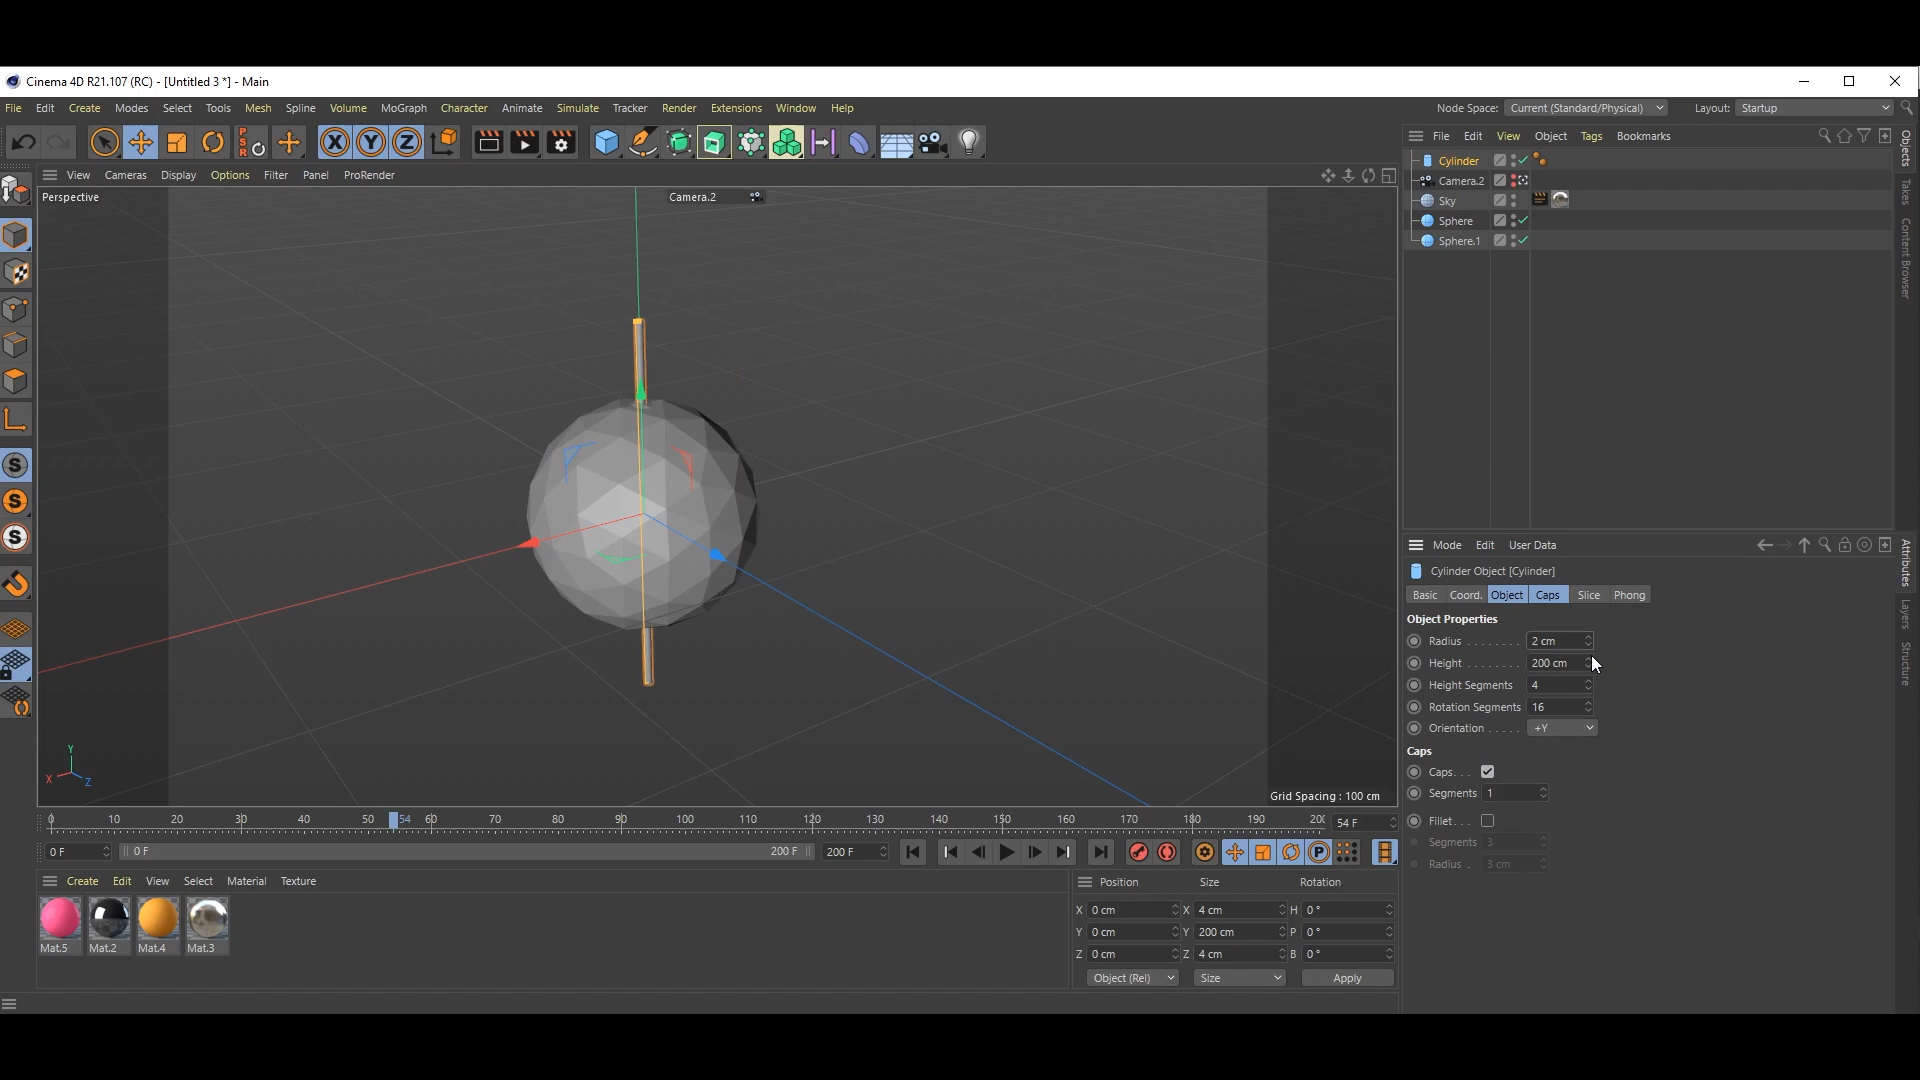 Cinema 4D R21.107 (RC) - [Untitled 3 *] - Main
File Edit Create Modes Select Tools Mesh Spline Volume MoGraph Character Animate Simulate Tracker Render Extensions Window Help Node Space: Current (Standard/Physical) Layout: Startup
X Y Z
PSR
File Edit View Object Tags Bookmarks
View Cameras Display Options Filter Panel ProRender
Perspective
Camera.2
Cylinder
Camera.2
Sky
Sphere
Sphere.1
Objects
Takes
Content Browser
S
S
S
Y
X
Z
Grid Spacing : 100 cm
Mode Edit User Data
Cylinder Object [Cylinder]
Basic Coord. Object Caps Slice Phong
Object Properties
Radius . . . . . . . . 2 cm
Height . . . . . . . . 200 cm
Height Segments 4
Rotation Segments 16
Orientation . . . . . +Y
Caps
Caps. . .
Segments 1
Fillet. . .
Segments 3
Radius . 3 cm
Attributes
Layers
Structure
0 10 20 30 40 50 54 60 70 80 90 100 110 120 130 140 150 160 170 180 190 200 54 F
0 F 0 F 200 F 200 F
P
Create Edit View Select Material Texture
Mat.5 Mat.2 Mat.4 Mat.3
Position Size Rotation
X 0 cm X 4 cm H 0 °
Y 0 cm Y 200 cm P 0 °
Z 0 cm Z 4 cm B 0 °
Object (Rel) Size Apply